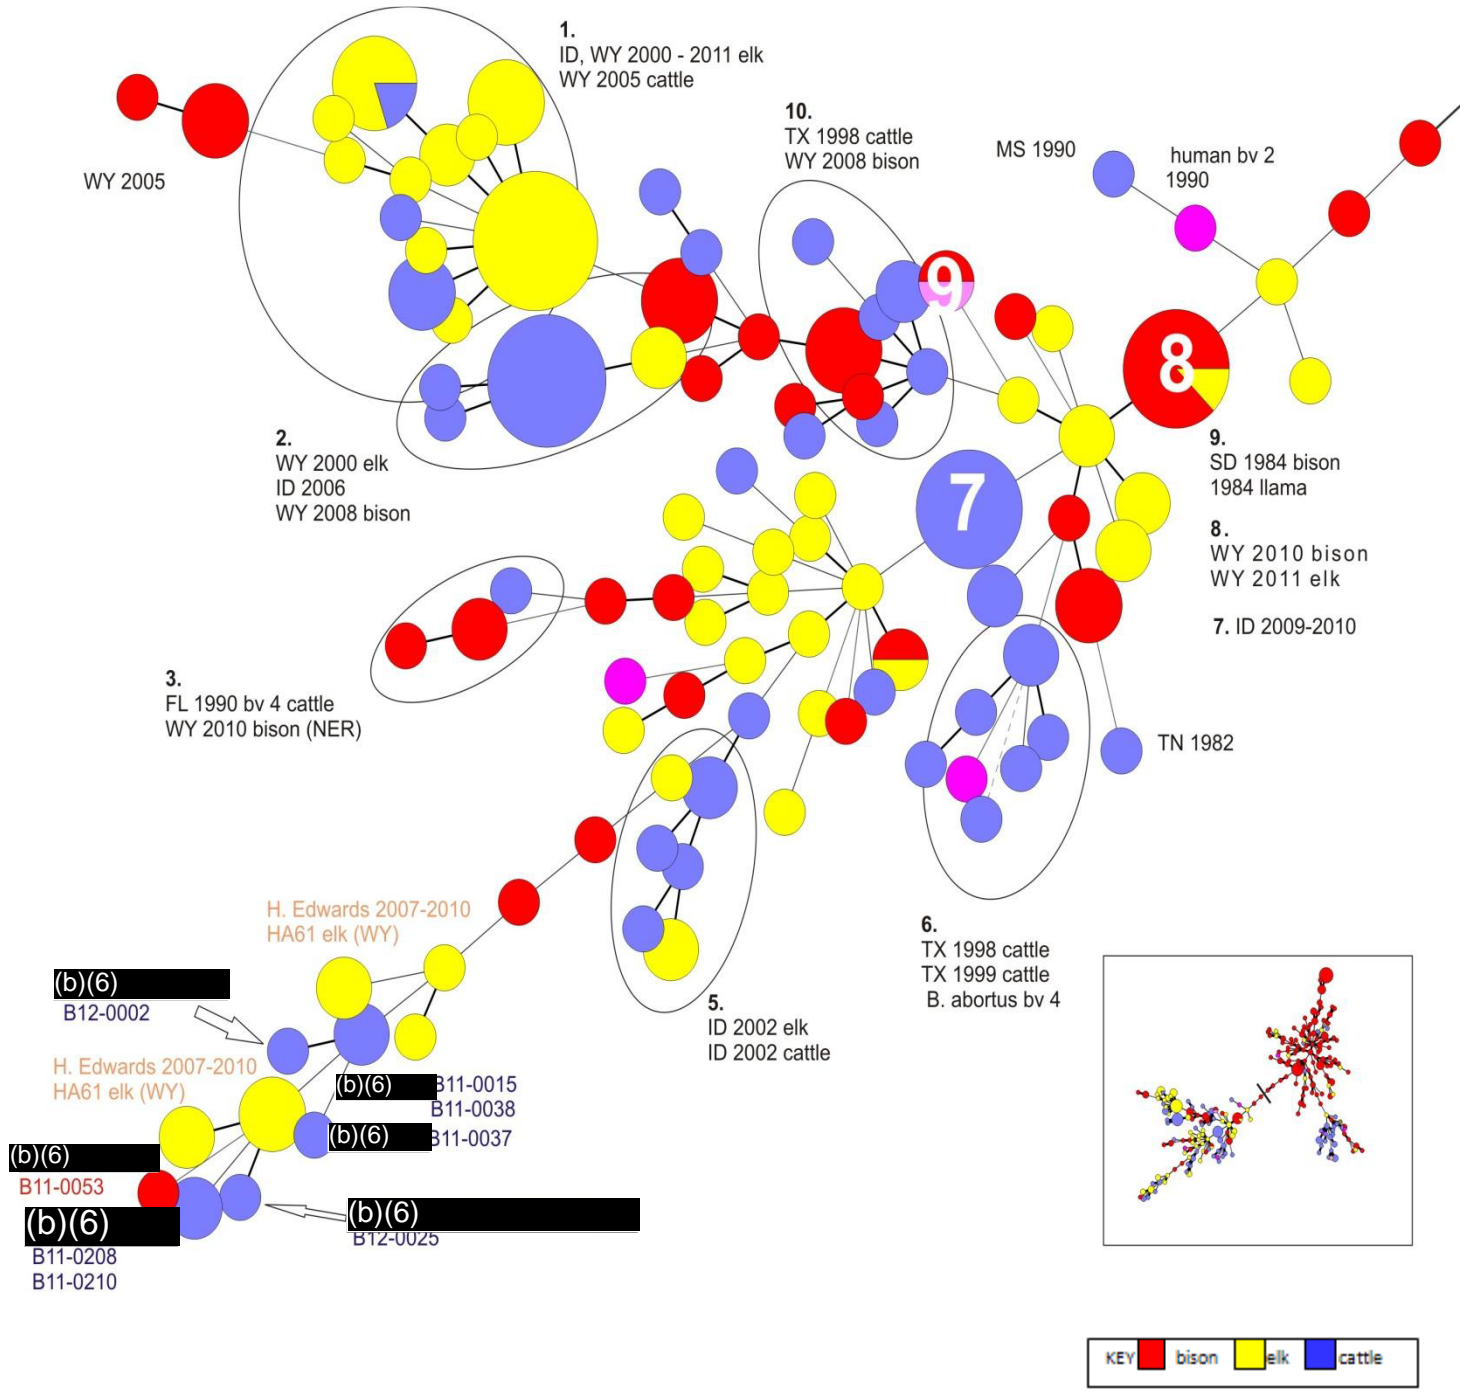 1.
ID, WY 2000 - 2011 elk
WY 2005 cattle
WY 2005
10.
TX 1998 cattle
WY 2008 bison
MS 1990
human bv 2
1990
9
8
2.
WY 2000 elk
ID 2006
WY 2008 bison
7
9.
SD 1984 bison
1984 llama
8.
WY 2010 bison
WY 2011 elk
7. ID 2009-2010
3.
FL 1990 bv 4 cattle
WY 2010 bison (NER)
TN 1982
H. Edwards 2007-2010
HA61 elk (WY)
6.
TX 1998 cattle
TX 1999 cattle
B. abortus bv 4
5.
ID 2002 elk
ID 2002 cattle
(b)(6)
B12-0002
H. Edwards 2007-2010
HA61 elk (WY)
(b)(6) B11-0015
B11-0038
(b)(6) B11-0037
(b)(6)
B11-0053
(b)(6)
B11-0208
B11-0210
(b)(6)
B12-0025
KEY bison elk cattle